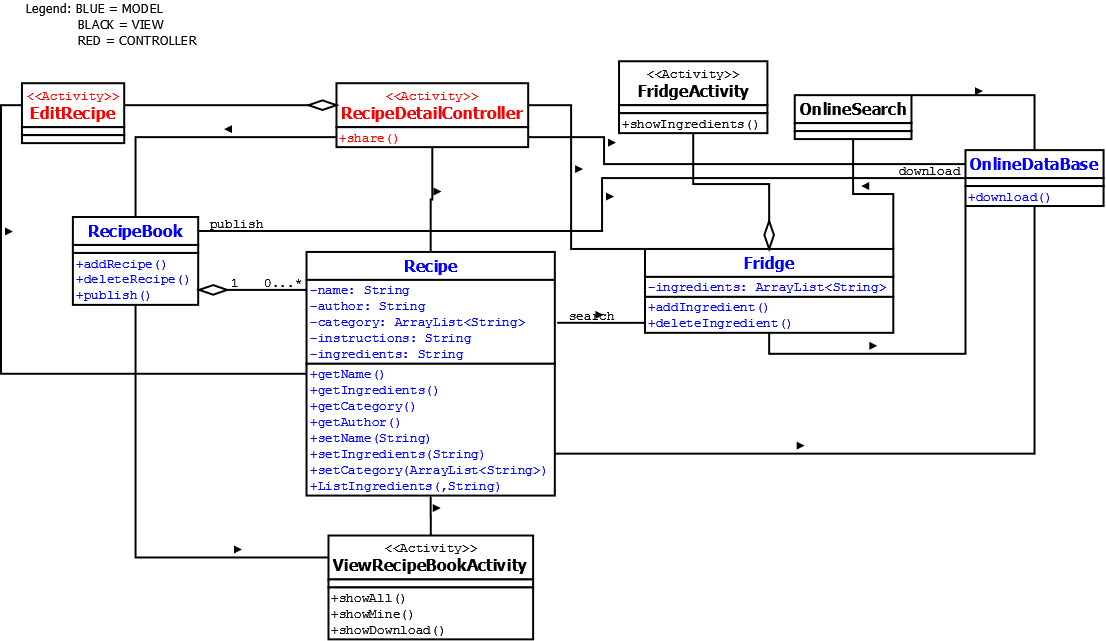 Legend: BLUE = MODEL
BLACK = VIEW
RED = CONTROLLER
<<Activity>>
EditRecipe
<<Activity>>
RecipeDetailController
+share()
<<Activity>>
FridgeActivity
+showIngredients()
OnlineSearch
OnlineDataBase
+download()
download
publish
RecipeBook
+addRecipe()
+deleteRecipe()
+publish()
1
0...*
Recipe
-name: String
-author: String
-category: ArrayList<String>
-instructions: String
-ingredients: String
+getName()
+getIngredients()
+getCategory()
+getAuthor()
+setName(String)
+setIngredients(String)
+setCategory(ArrayList<String>)
+ListIngredients(,String)
search
Fridge
-ingredients: ArrayList<String>
+addIngredient()
+deleteIngredient()
<<Activity>>
ViewRecipeBookActivity
+showAll()
+showMine()
+showDownload()